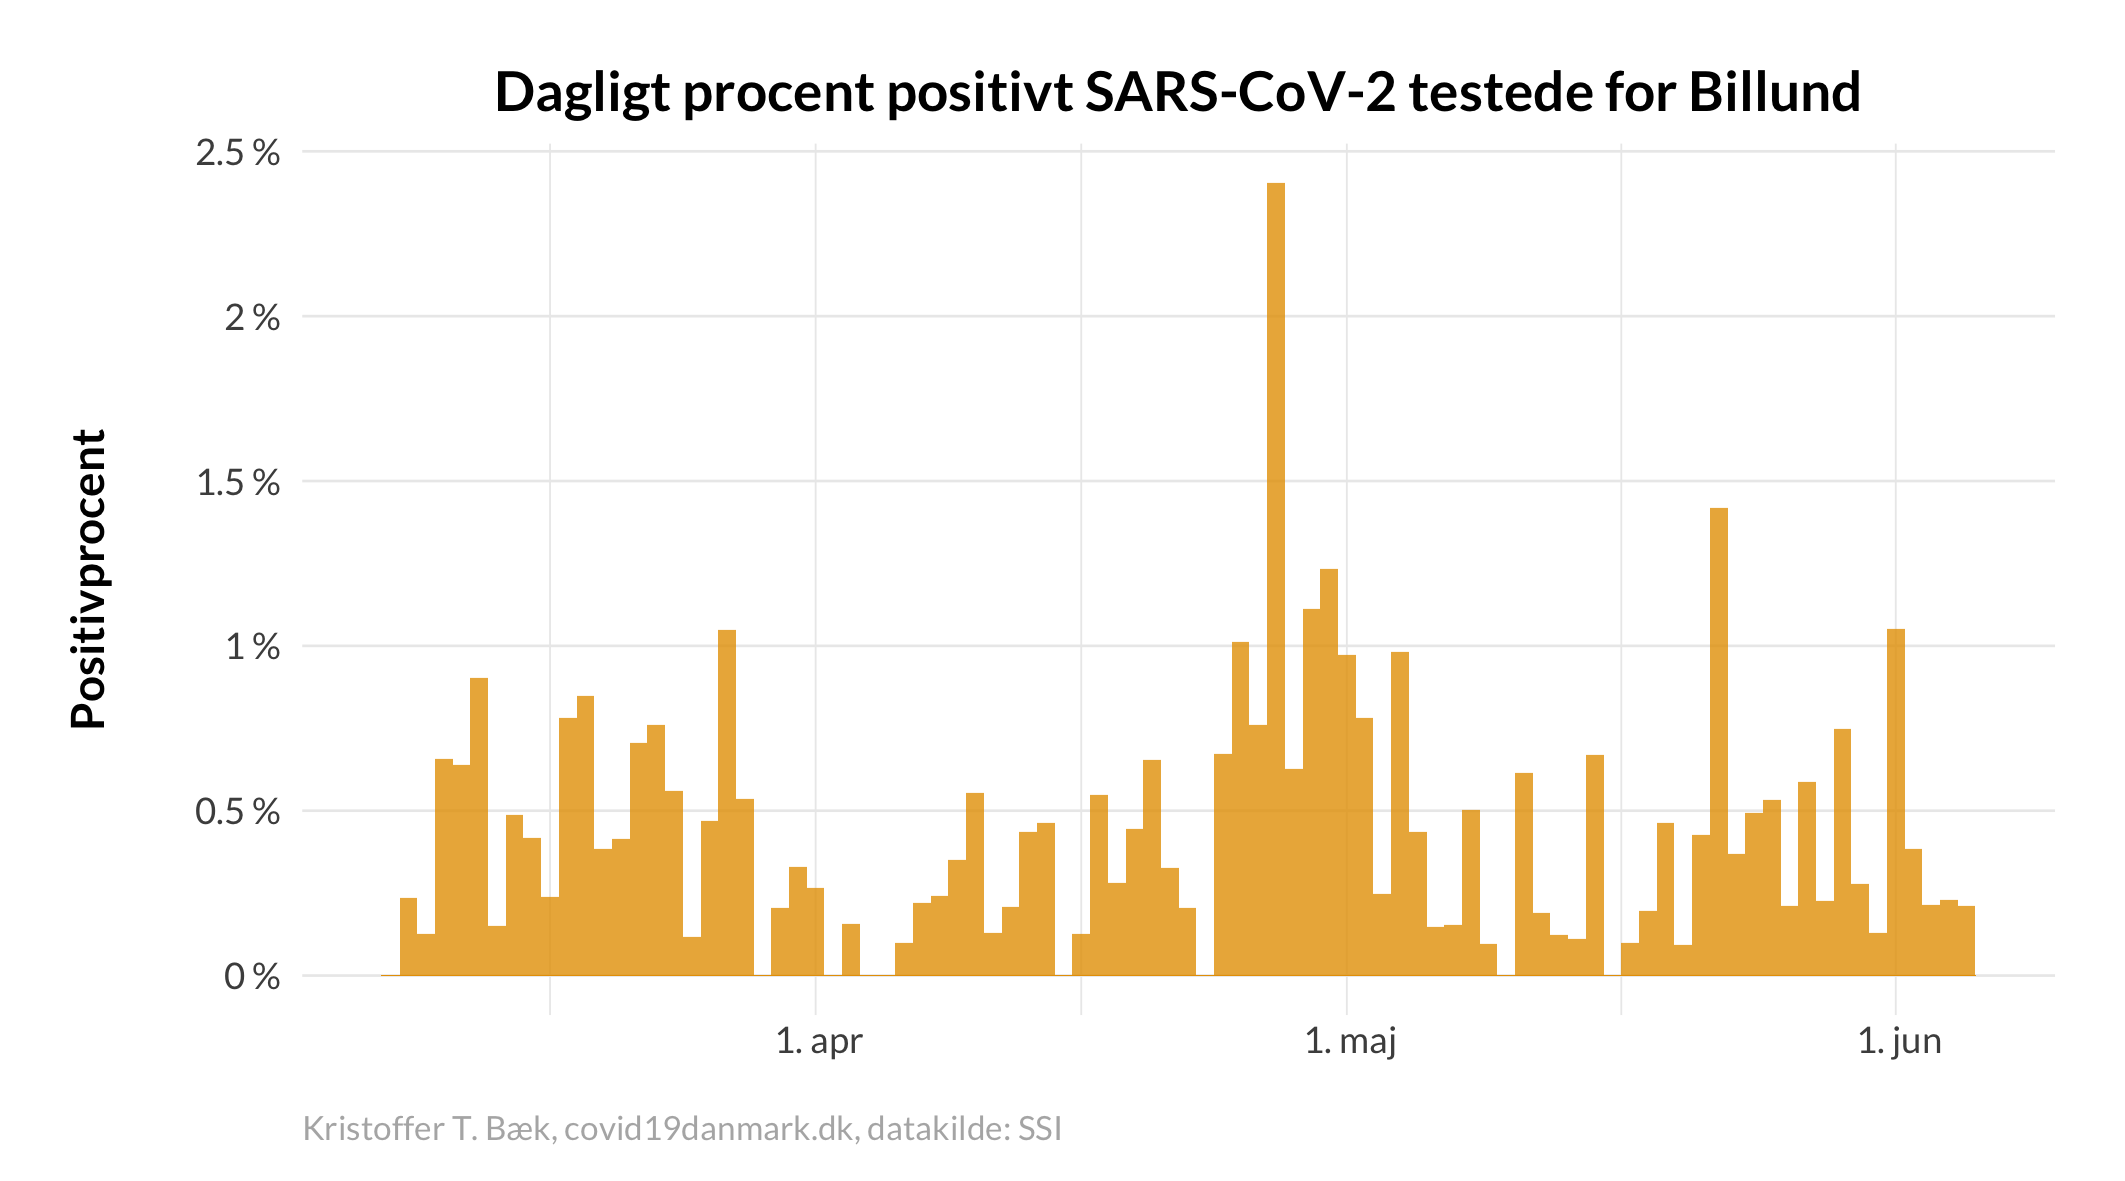 Dagligt procent positivt SARS-CoV-2 testede for Billund
Positivprocent
2.5 %
2 %
1.5 %
1 %
0.5 %
0 %
1. apr
1. maj
1. jun
Kristoffer T. Bæk, covid19danmark.dk, datakilde: SSI